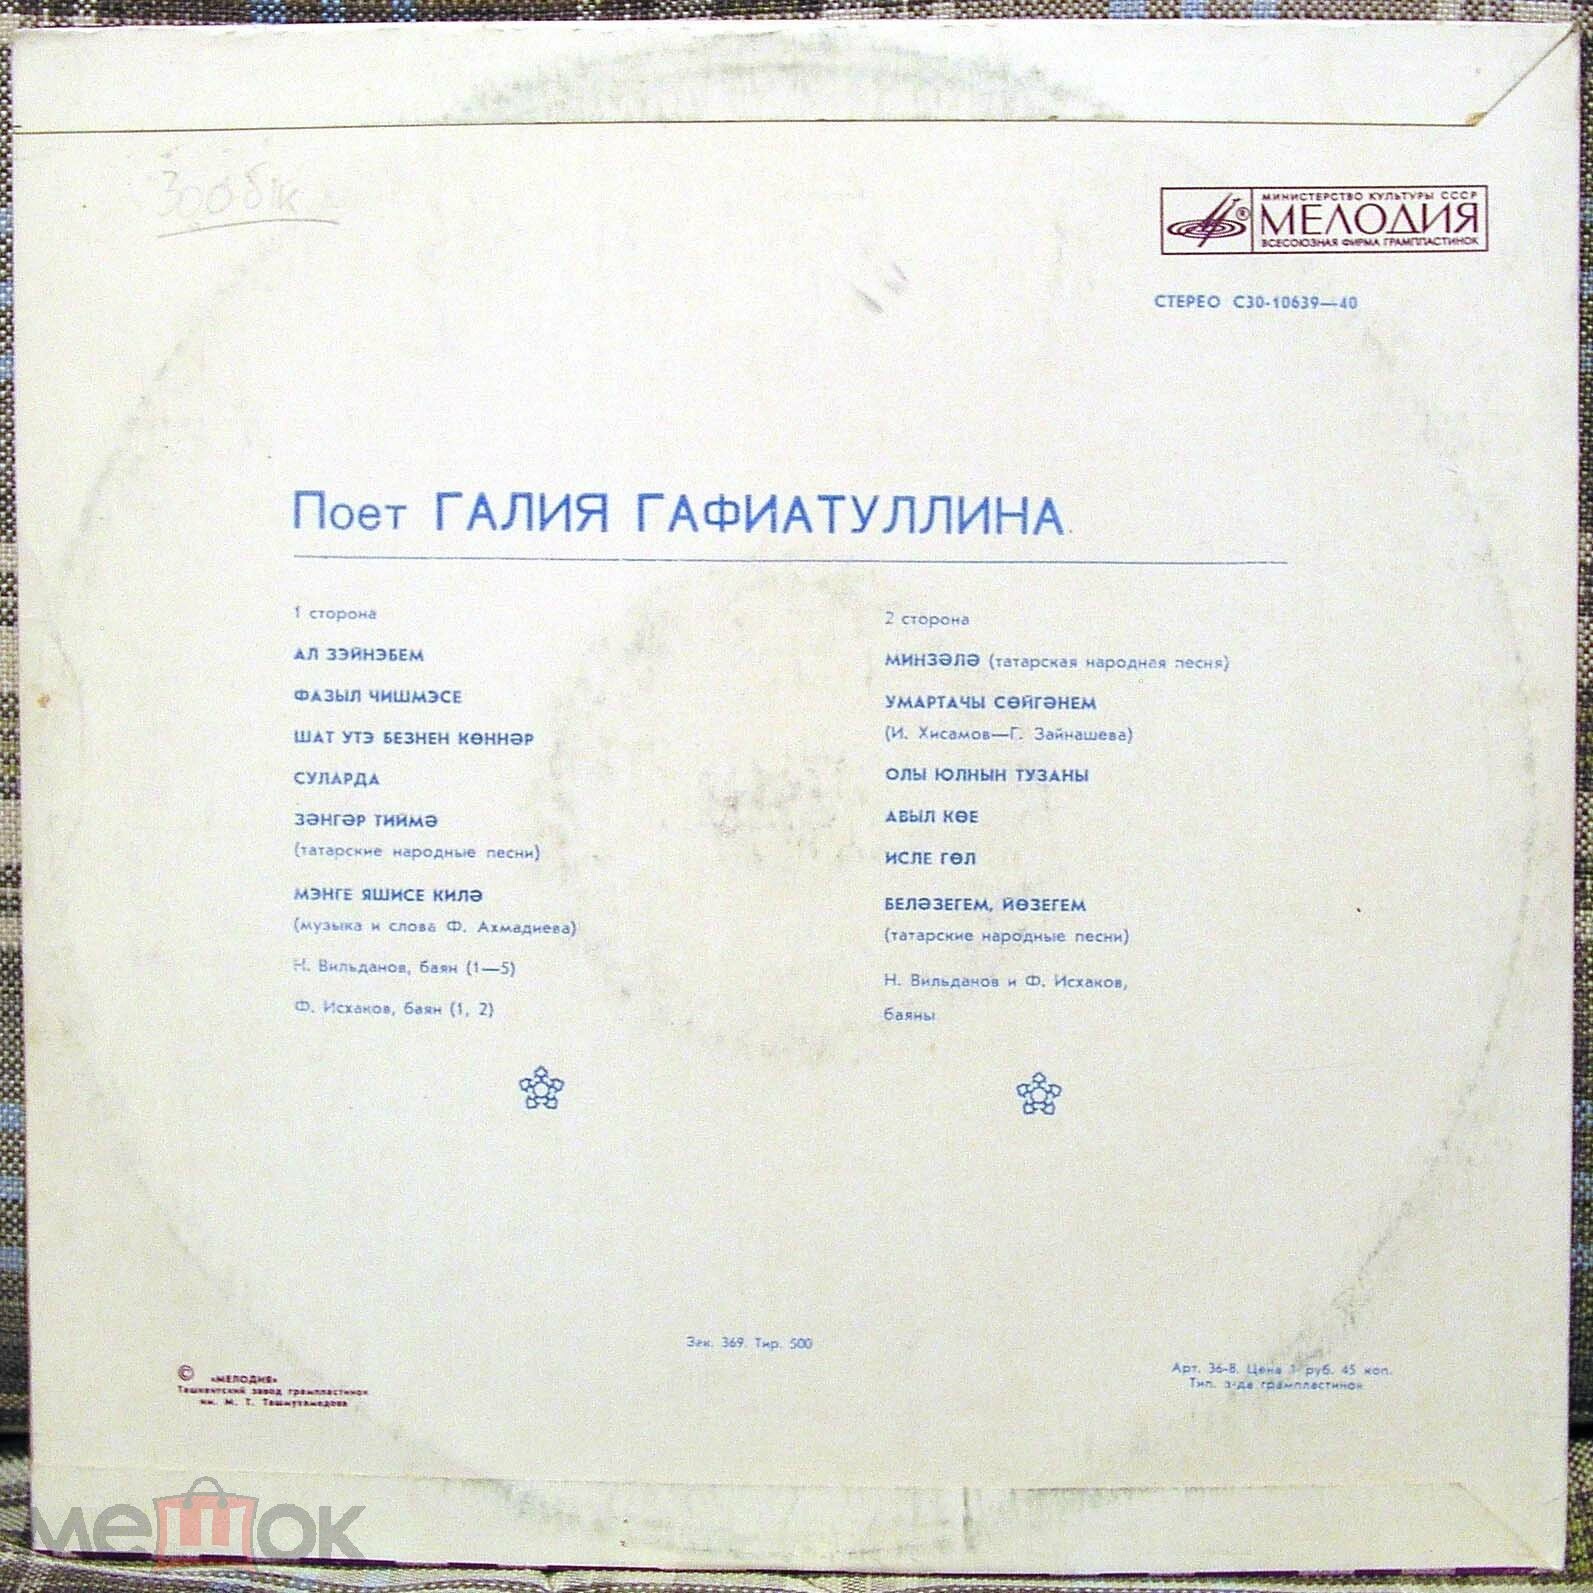 МИНИСТЕРСТВО КУЛЬТУРЫ СССР
МЕЛОДИЯ
ВСЕСОЮЗНАЯ ФИРМА ГРАМПЛАСТИНОК
СТЕРЕО С30-10639—40
Поет ГАЛИЯ ГАФИАТУЛЛИНА
1 сторона
АЛ ЗЭЙНЭБЕМ
ФАЗЫЛ ЧИШМЭСЕ
ШАТ УТЭ БЕЗНЕН КӨННӘР
СУЛАРДА
ЗӘНГӘР ТИЙМӘ
(татарские народные песни)
МЭНГЕ ЯШИСЕ КИЛӘ
(музыка и слова Ф. Ахмадиева)
Н. Вильданов, баян (1—5)
Ф. Исхаков, баян (1, 2)
2 сторона
МИНЗӘЛӘ (татарская народная песня)
УМАРТАЧЫ СӨЙГӘНЕМ
(И. Хисамов—Г. Зайнашева)
ОЛЫ ЮЛНЫН ТУЗАНЫ
АВЫЛ КӨЕ
ИСЛЕ ГӨЛ
БЕЛӘЗЕГЕМ, ЙӨЗЕГЕМ
(татарские народные песни)
Н. Вильданов и Ф. Исхаков,
баяны
Зак. 369. Тир. 500
© «МЕЛОДИЯ»
Ташкентский завод грампластинок
им. М. Т. Ташмухамедова
Арт. 36-8. Цена 1 руб. 45 коп.
Тип. з-да грампластинок
мешок